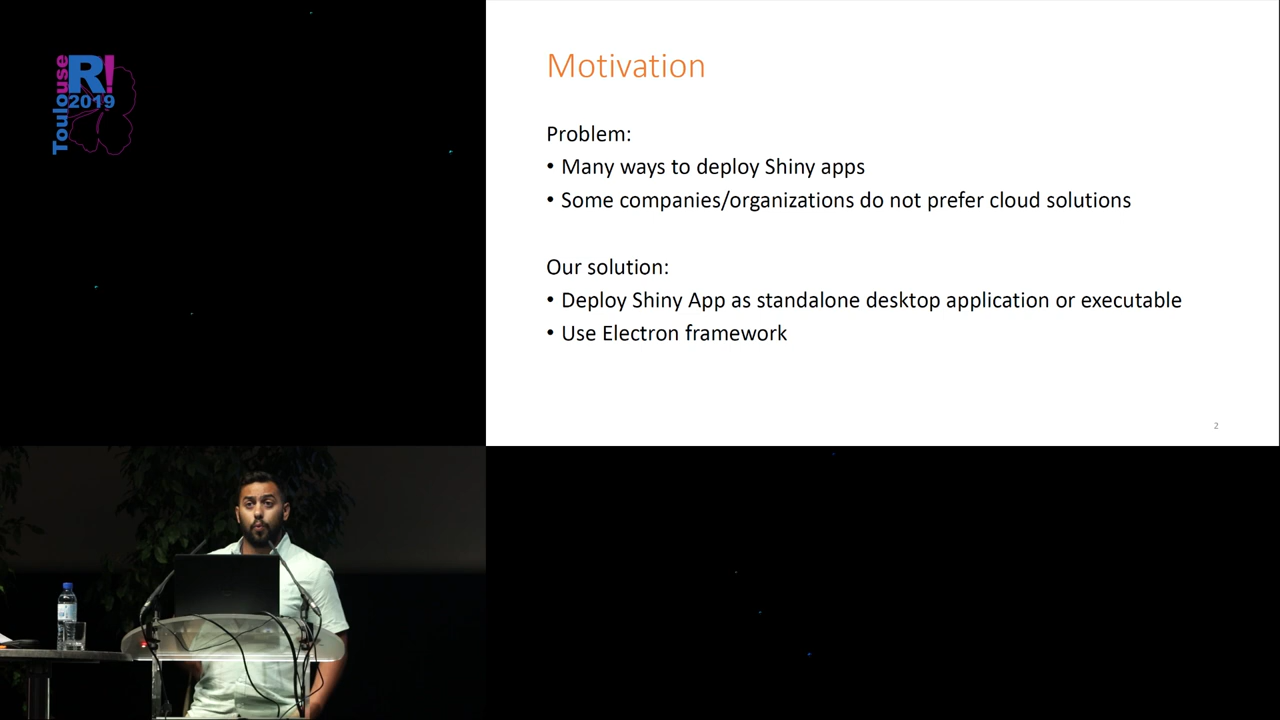 Toulouse
R!
2019
Motivation
Problem:
• Many ways to deploy Shiny apps
• Some companies/organizations do not prefer cloud solutions
Our solution:
• Deploy Shiny App as standalone desktop application or executable
• Use Electron framework
2